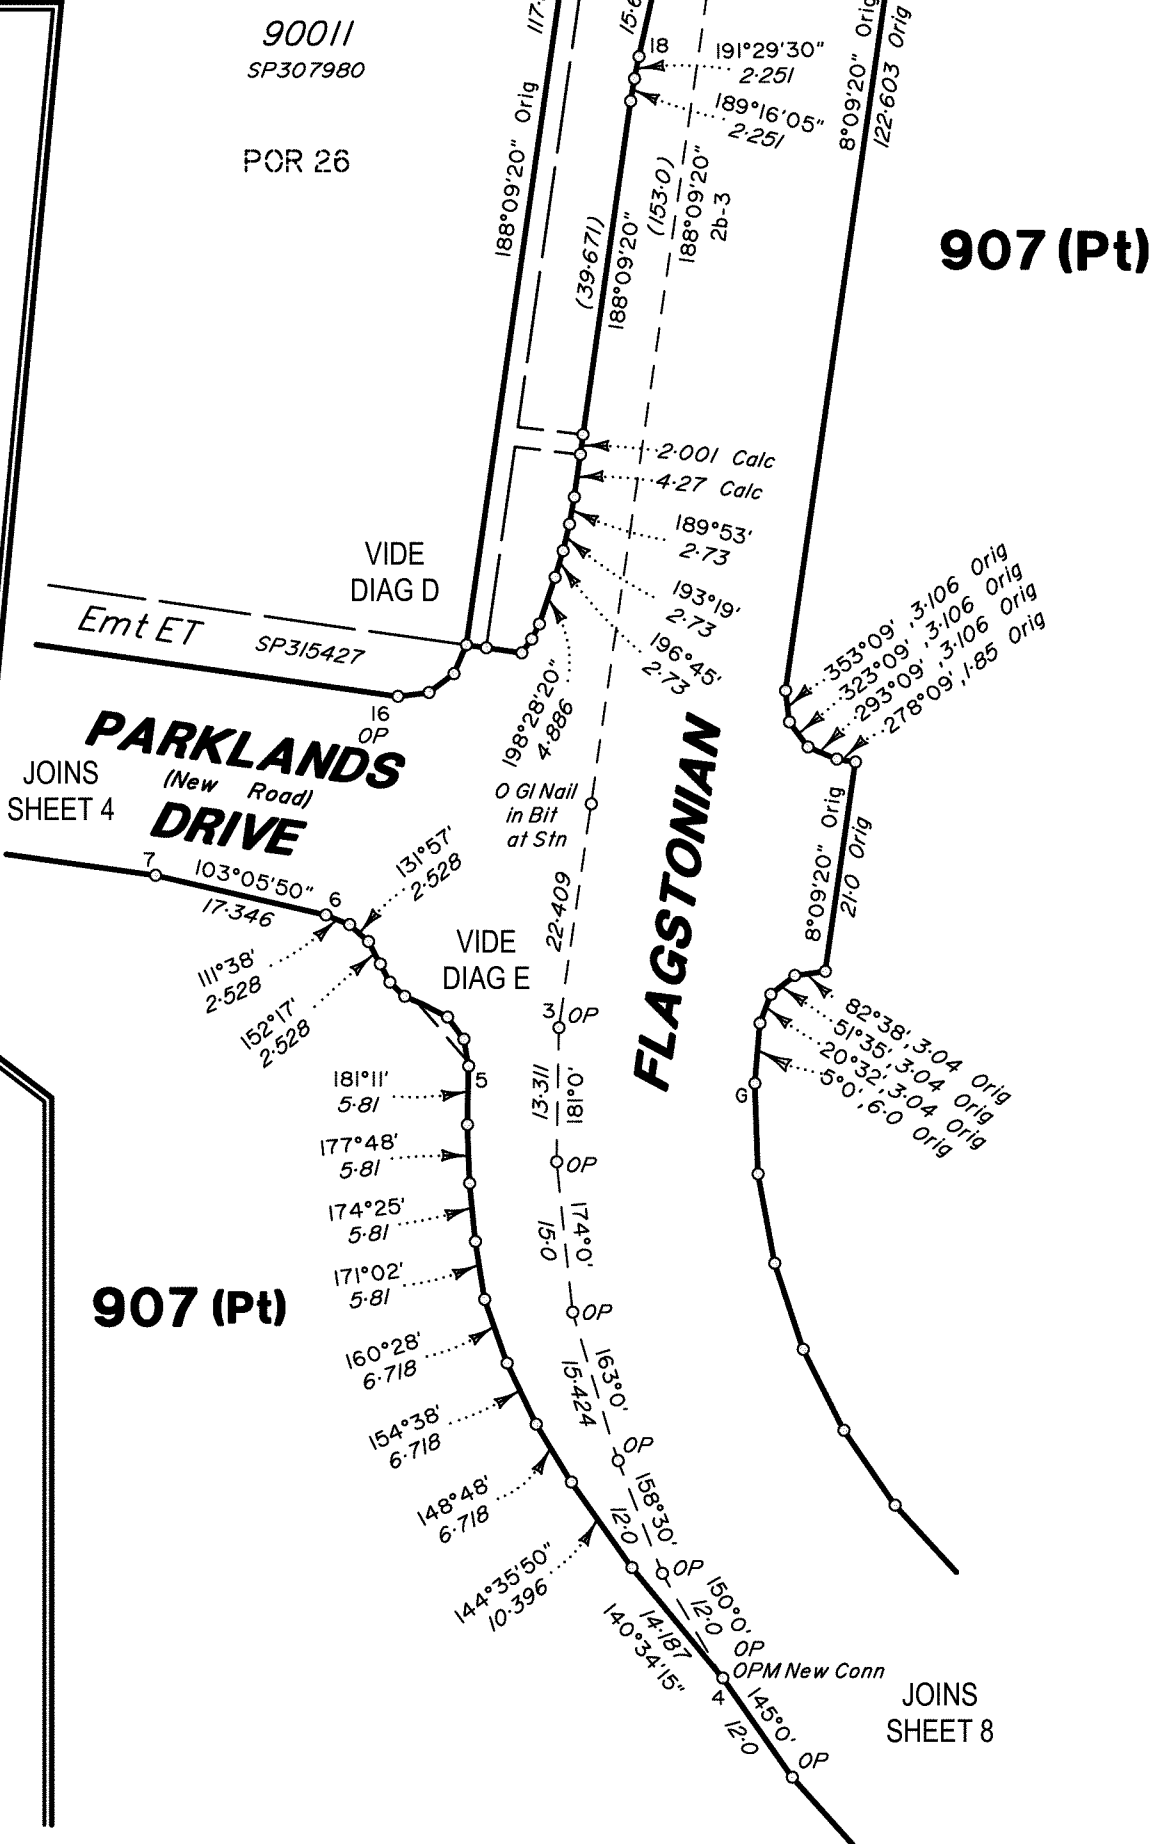 90011
SP307980
POR 26
188°09'20" Orig
117·
15·6
18
191°29'30"
2·251
189°16'05"
2·251
(39·671)
188°09'20"
(153·0)
188°09'20"
2b-3
8°09'20" Orig
122·603 Orig
907 (Pt)
2·001 Calc
4·27 Calc
189°53'
2·73
193°19'
2·73
196°45'
2·73
198°28'20"
4·886
VIDE
DIAG D
Emt ET
SP315427
16
OP
353°09', 3·106 Orig
323°09', 3·106 Orig
293°09', 3·106 Orig
278°09', 1·85 Orig
PARKLANDS
(New Road)
DRIVE
JOINS
SHEET 4
O GI Nail
in Bit
at Stn
FLAGSTONIAN
8°09'20" Orig
21·0 Orig
7
103°05'50"
17·346
6
131°57'
2·528
111°38'
2·528
152°17'
2·528
VIDE
DIAG E
22·409
3
OP
82°38', 3·04 Orig
51°35', 3·04 Orig
20°32', 3·04 Orig
5°0', 6·0 Orig
G
5
181°11'
5·81
13·311
181°0'
177°48'
5·81
OP
174°25'
5·81
174°0'
15·0
171°02'
5·81
907 (Pt)
OP
160°28'
6·718
163°0'
15·424
154°38'
6·718
OP
148°48'
6·718
158°30'
12·0
144°35'50"
10·396
OP
150°0'
12·0
14·187
140°34'15"
OP
OPM New Conn
4
145°0'
12·0
OP
JOINS
SHEET 8